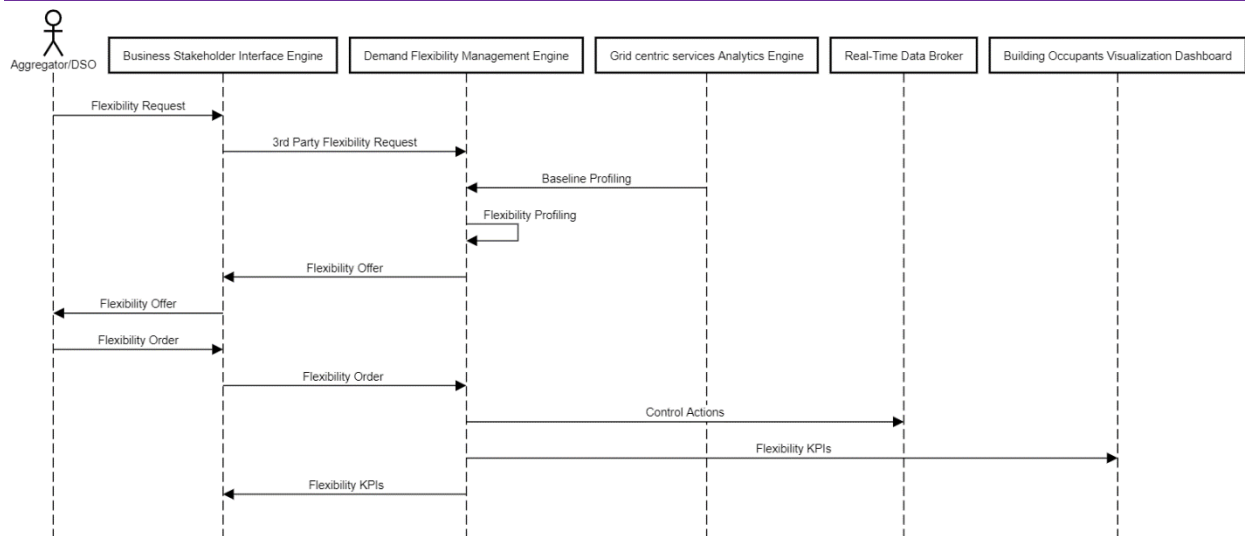 Aggregator/DSO
Business Stakeholder Interface Engine
Demand Flexibility Management Engine
Grid centric services Analytics Engine
Real-Time Data Broker
Building Occupants Visualization Dashboard
Flexibility Request
3rd Party Flexibility Request
Baseline Profiling
Flexibility Profiling
Flexibility Offer
Flexibility Offer
Flexibility Order
Flexibility Order
Control Actions
Flexibility KPIs
Flexibility KPIs